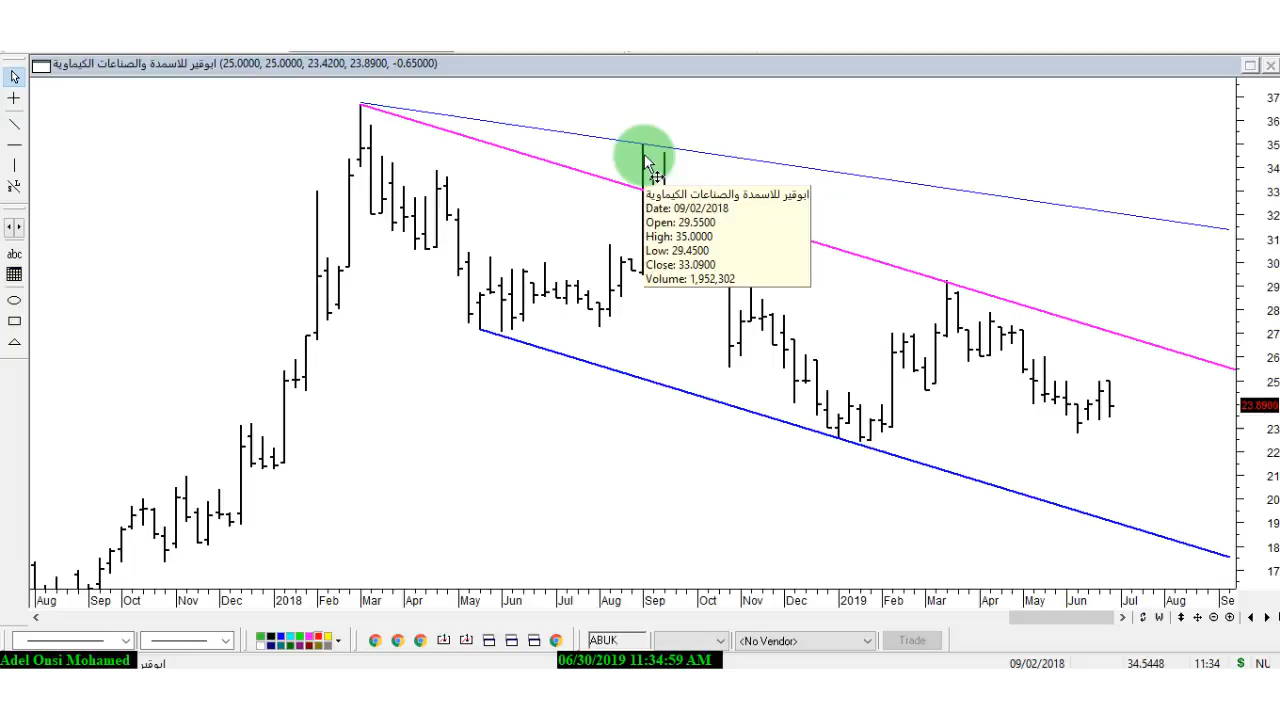 ابوقير للاسمدة والصناعات الكيماوية (25.0000, 25.0000, 23.4200, 23.8900, -0.65000)
37
36
35
34
33
32
31
30
29
28
27
26
25
23.8900
23
22
21
20
19
18
17
abc
ابوقير للاسمدة والصناعات الكيماوية
Date: 09/02/2018
Open: 29.5500
High: 35.0000
Low: 29.4500
Close: 33.0900
Volume: 1,952,302
Aug Sep Oct Nov Dec 2018 Feb Mar Apr May Jun Jul Aug Sep Oct Nov Dec 2019 Feb Mar Apr May Jun Jul Aug Se
W
ABUK <No Vendor> Trade
Adel Onsi Mohamed ابوقير 06/30/2019 11:34:59 AM 09/02/2018 34.5448 11:34 $ NU